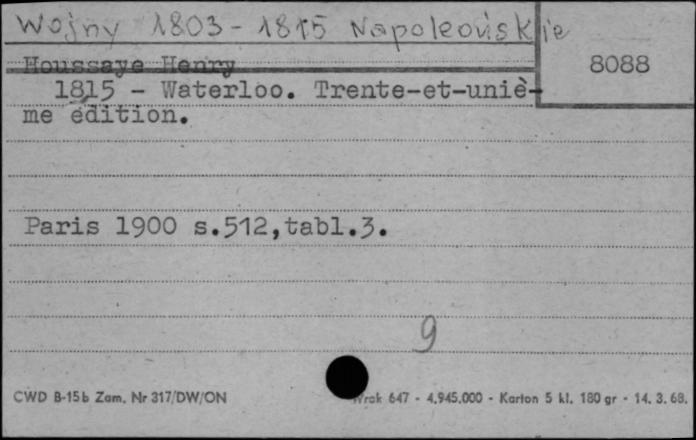 Wojny 1803-1815 Napoleońskie
8088
Houssaye Henry
1815 - Waterloo. Trente-et-uniè-
me édition.
Paris 1900 s.512,tabl.3.
9
CWD B-15b Zam. Nr 317/DW/ON
Wrak 647 - 4.945.000 - Karton 5 kl. 180 gr - 14. 3. 68.